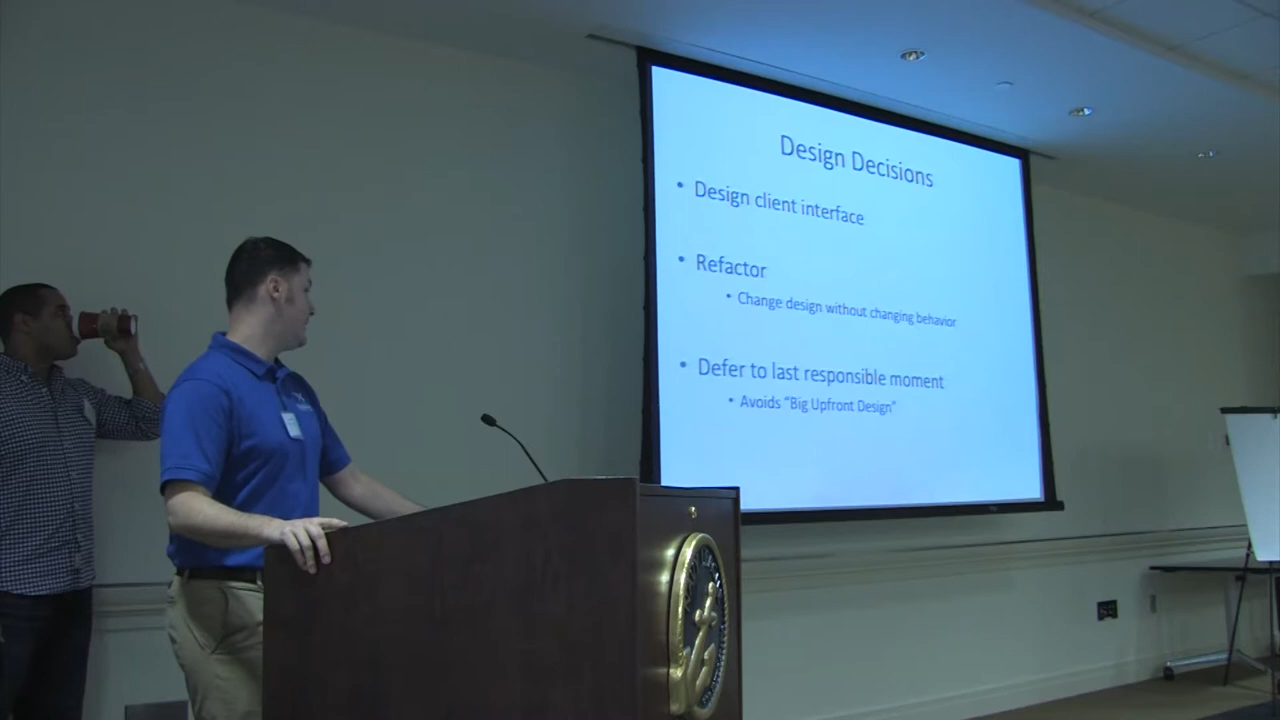 Design Decisions
• Design client interface
• Refactor
• Change design without changing behavior
• Defer to last responsible moment
• Avoids “Big Upfront Design”